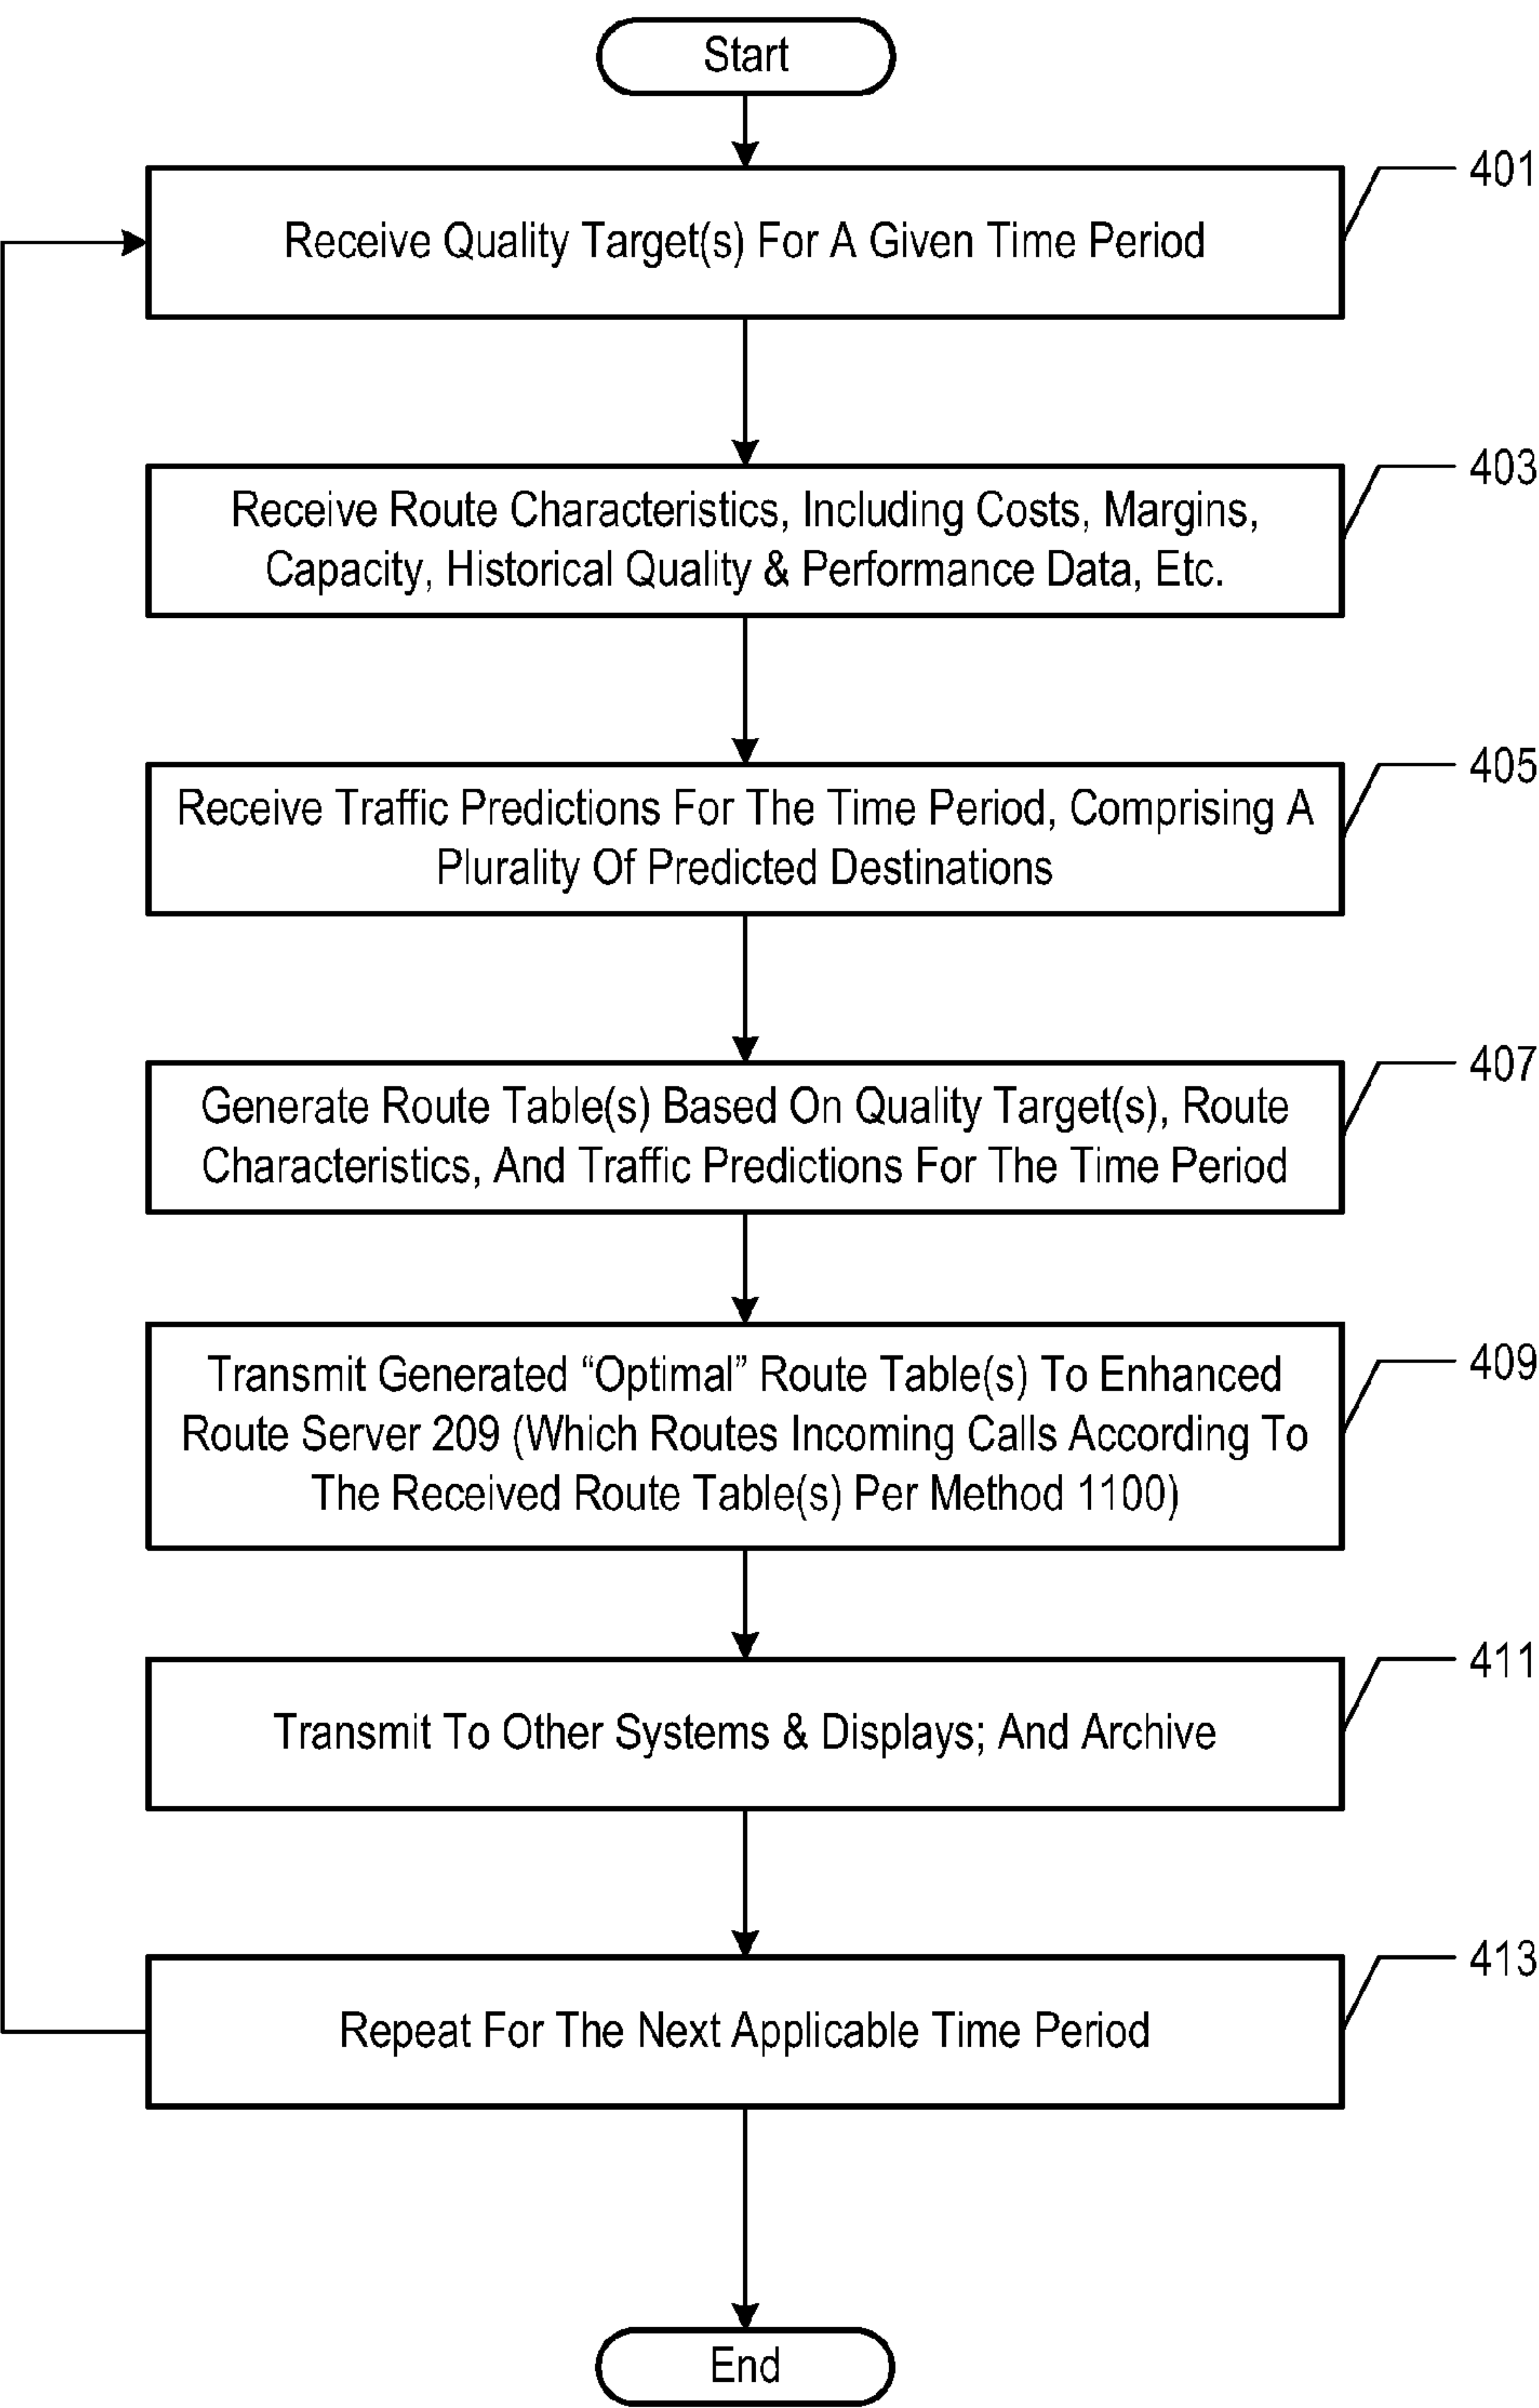 Start
401
Receive Quality Target(s) For A Given Time Period
403
Receive Route Characteristics, Including Costs, Margins,
Capacity, Historical Quality & Performance Data, Etc.
405
Receive Traffic Predictions For The Time Period, Comprising A
Plurality Of Predicted Destinations
407
Generate Route Table(s) Based On Quality Target(s), Route
Characteristics, And Traffic Predictions For The Time Period
409
Transmit Generated “Optimal” Route Table(s) To Enhanced
Route Server 209 (Which Routes Incoming Calls According To
The Received Route Table(s) Per Method 1100)
411
Transmit To Other Systems & Displays; And Archive
413
Repeat For The Next Applicable Time Period
End